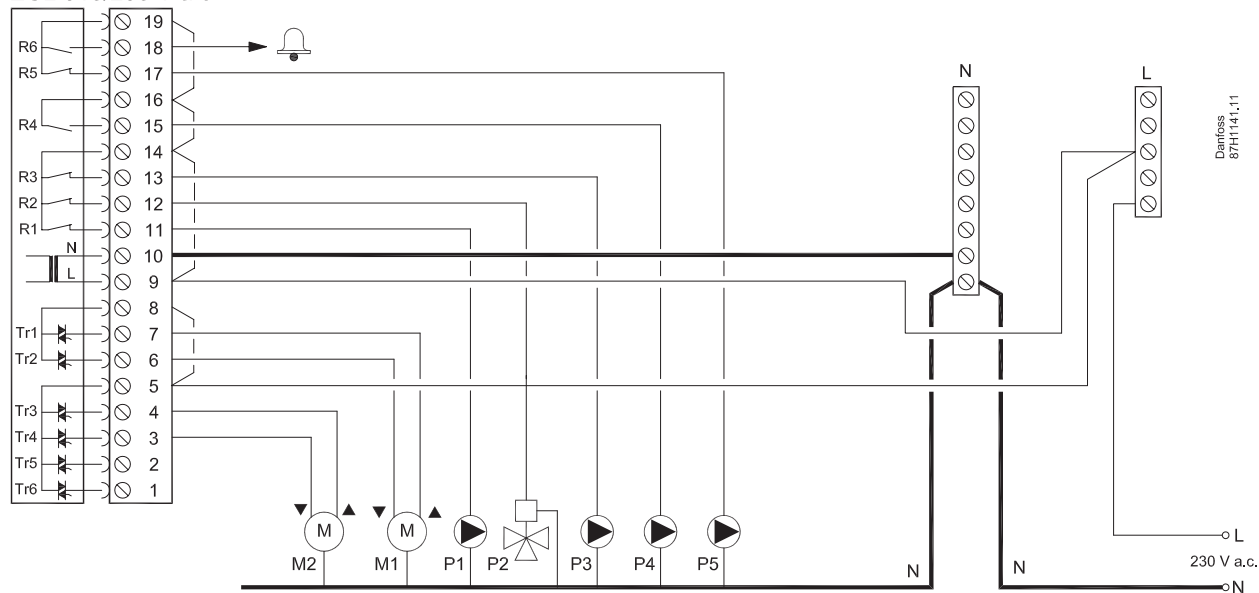 19
R6 18
R5 17
16
R4 15
14
R3 13
R2 12
R1 11
N 10
L 9
8
Tr1 7
Tr2 6
5
Tr3 4
Tr4 3
Tr5 2
Tr6 1
N
L
Danfoss
87H1141.11
M M
M2 M1 P1 P2 P3 P4 P5
N N
L
230 V a.c.
N